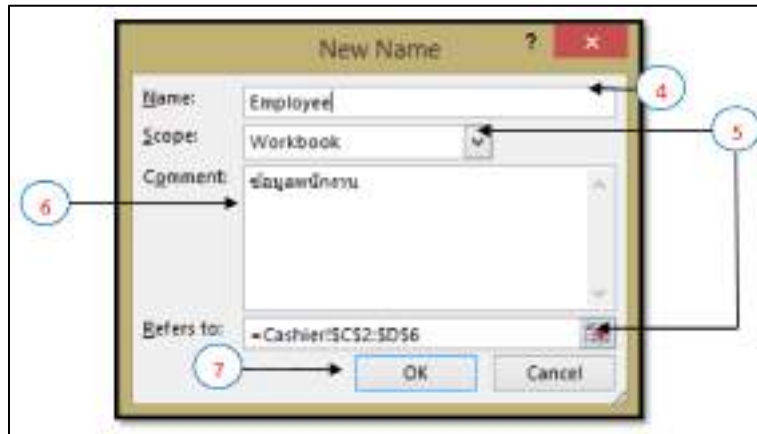 New Name ? ×
Name: Employee 4
Scope: Workbook 5
Comment: ข้อมูลพนักงาน
6
Refers to: =Cashier!$C$2:$D$6
7 OK Cancel